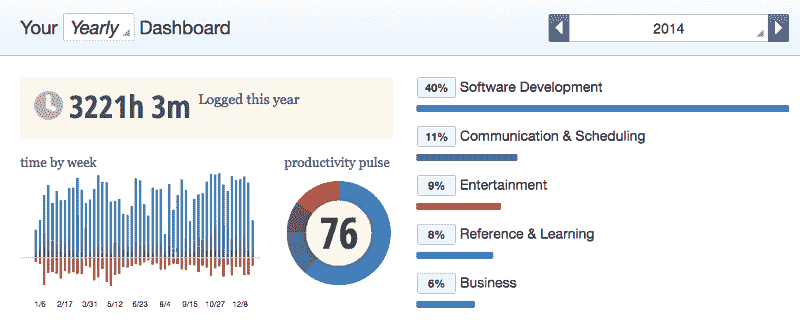 Your Yearly Dashboard
2014
3221h 3m Logged this year
time by week
productivity pulse
76
1/6 2/17 3/31 5/12 6/23 8/4 9/15 10/27 12/8
40% Software Development
11% Communication & Scheduling
9% Entertainment
8% Reference & Learning
6% Business